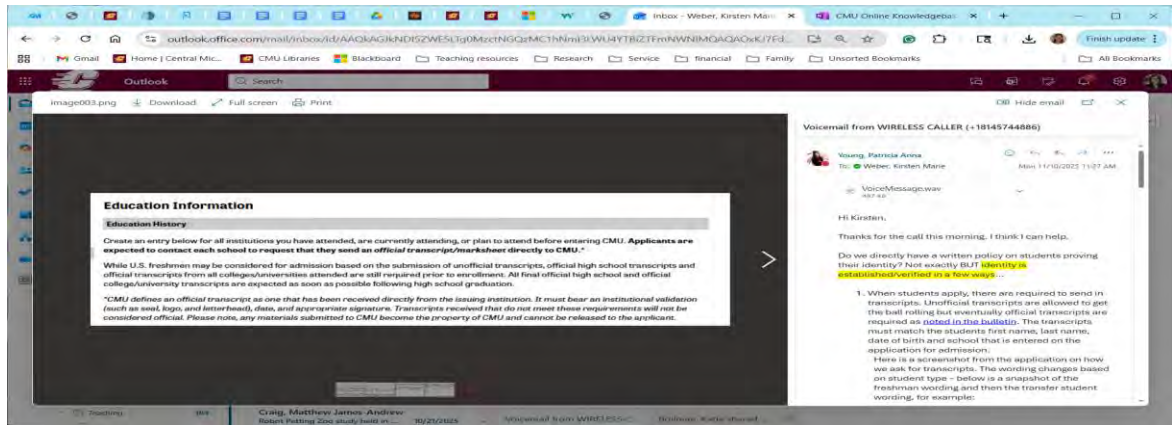 Inbox - Weber, Kirsten Mari
CMU Online Knowledgebas
outlook.office.com/mail/inbox/id/
Finish update
Gmail
Home | Central Mic...
CMU Libraries
Blackboard
Teaching resources
Research
Service
financial
Family
Unsorted Bookmarks
All Bookmarks
Outlook
Search
image003.png
Download
Full screen
Print
Hide email
Education Information
Education History
Create an entry below for all institutions you have attended, are currently attending, or plan to attend before entering CMU. Applicants are
expected to contact each school to request that they send an official transcript/marksheet directly to CMU.*
While U.S. freshmen may be considered for admission based on the submission of unofficial transcripts, official high school transcripts and
official transcripts from all colleges/universities attended are still required prior to enrollment. All final official high school and official
college/university transcripts are expected as soon as possible following high school graduation.
*CMU defines an official transcript as one that has been received directly from the issuing institution. It must bear an institutional validation
(such as seal, logo, and letterhead), date, and appropriate signature. Transcripts received that do not meet these requirements will not be
considered official. Please note, any materials submitted to CMU become the property of CMU and cannot be released to the applicant.
Voicemail from WIRELESS CALLER (+18145744886)
Young, Patricia Anna
To: Weber, Kirsten Marie
Mon 11/10/2025 11:27 AM
VoiceMessage.wav
Hi Kirsten,
Thanks for the call this morning. I think I can help.
Do we directly have a written policy on students proving
their identity? Not exactly BUT identity is
established/verified in a few ways...
1. When students apply, there are required to send in
transcripts. Unofficial transcripts are allowed to get
the ball rolling but eventually official transcripts are
required as noted in the bulletin. The transcripts
must match the students first name, last name,
date of birth and school that is entered on the
application for admission.
Here is a screenshot from the application on how
we ask for transcripts. The wording changes based
on student type – below is a snapshot of the
freshman wording and then the transfer student
wording, for example:
Teaching
Craig, Matthew James-Andrew
Robot Petting Zoo study held in ...
10/21/2025
Voicemail from WIRELESS